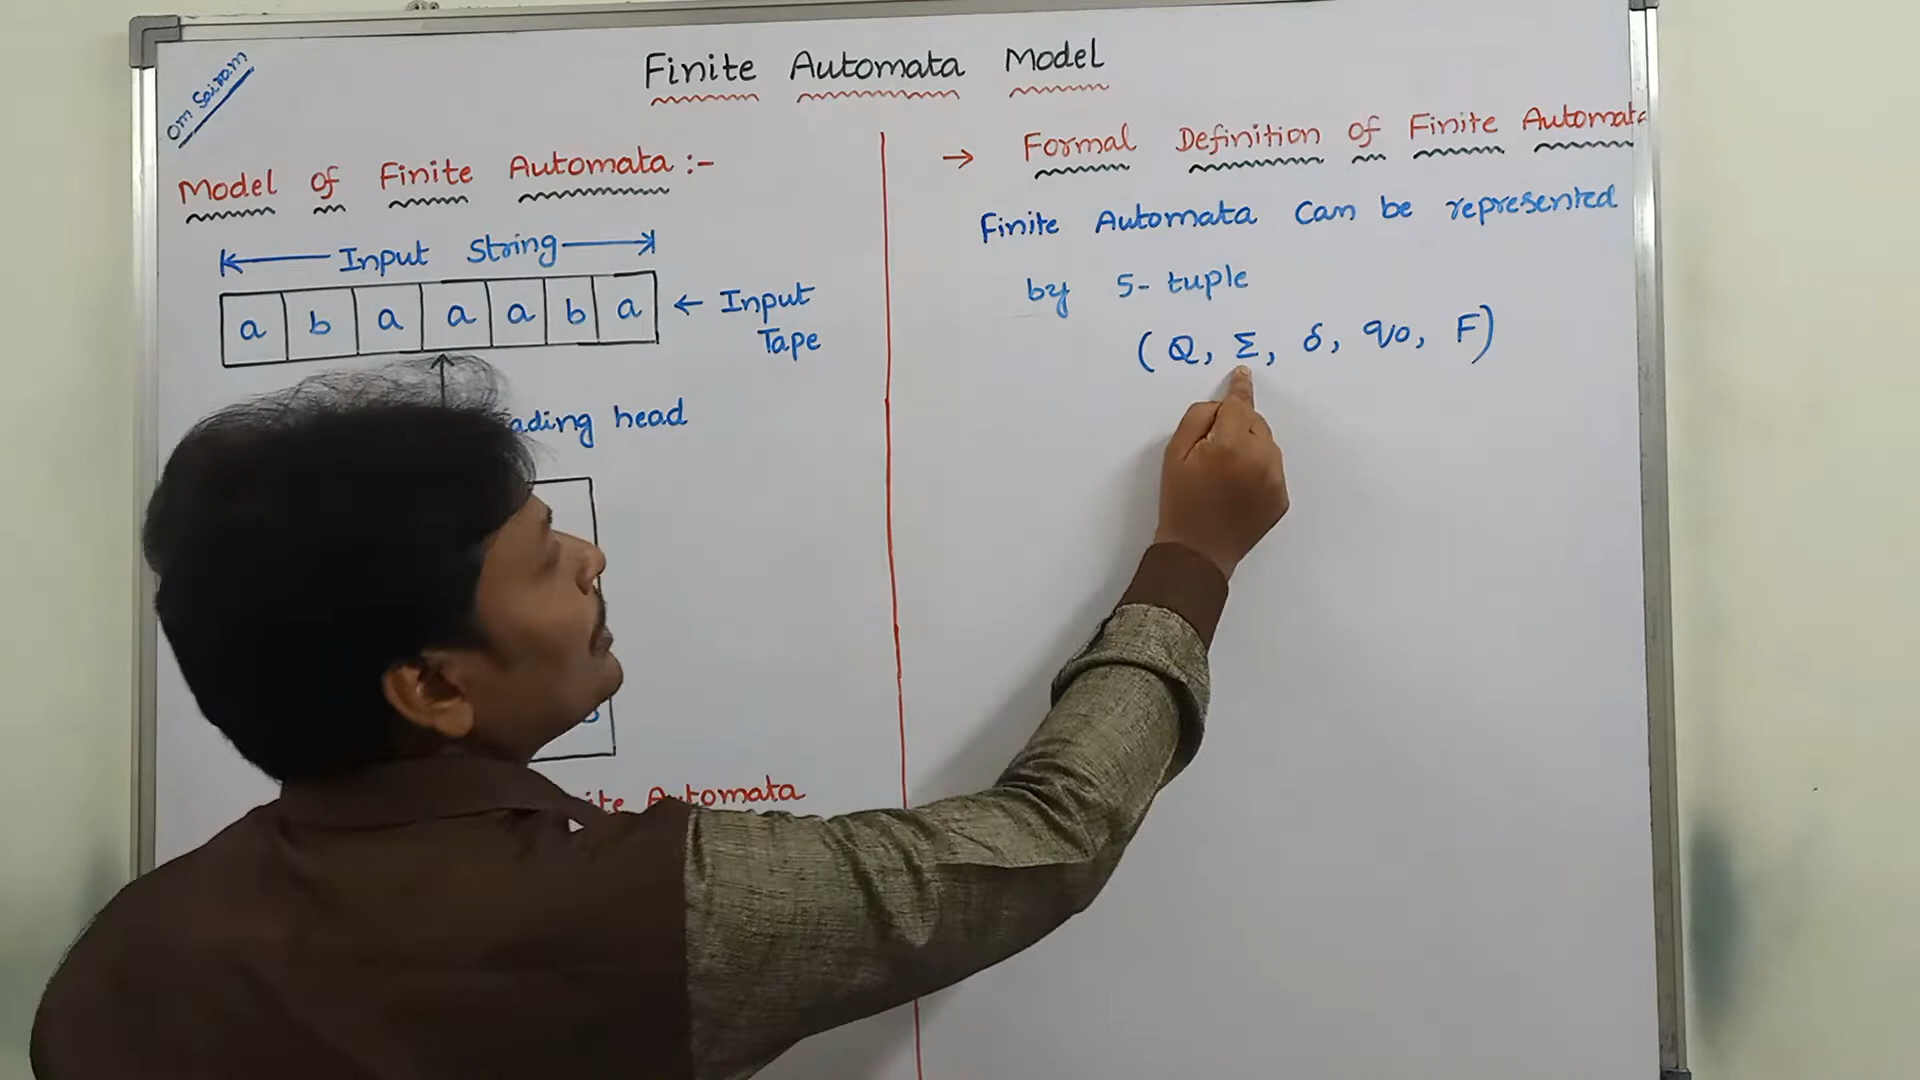 Om Sairam
Finite Automata Model
Model of Finite Automata :-
Input String
a b a a a b a
← Input
Tape
head
Automata
→ Formal Definition of Finite Automata
Finite Automata can be represented
by 5- tuple
(Q, Σ, δ, q0, F)